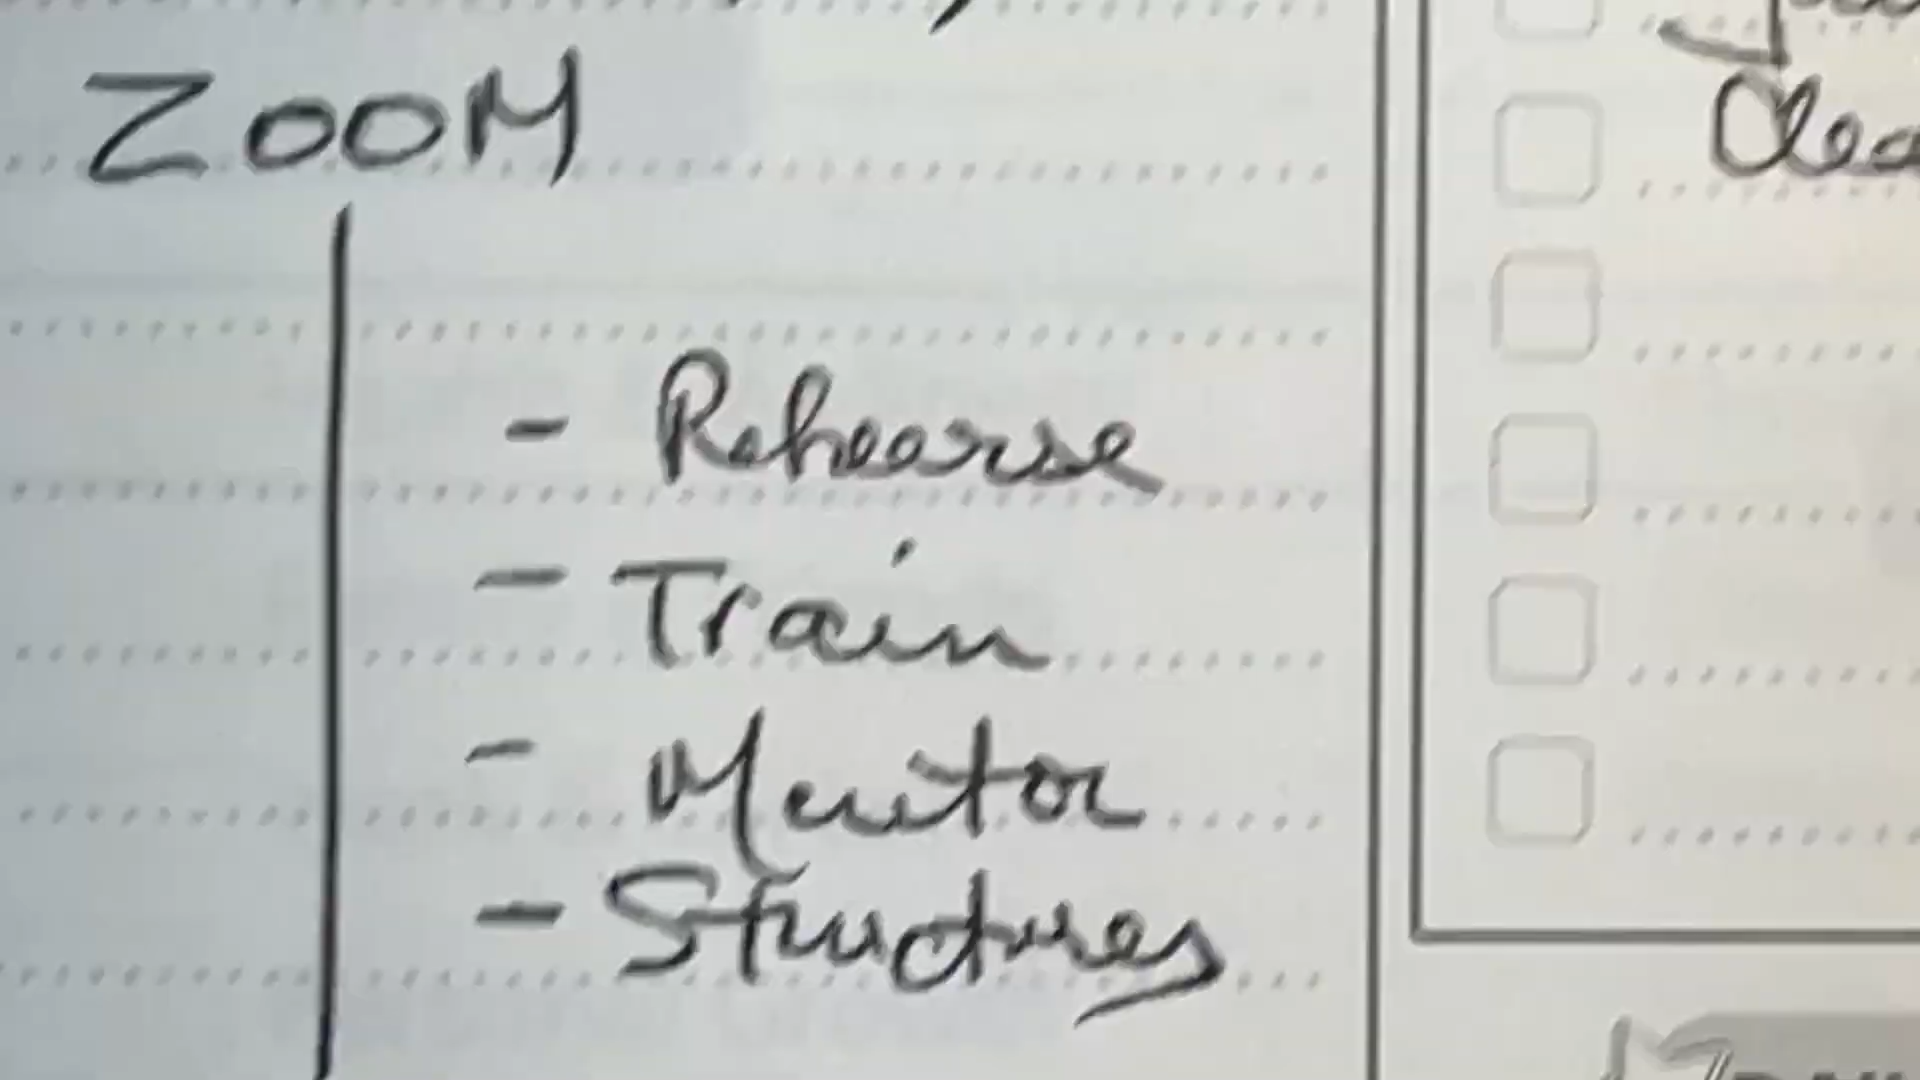 ZOOM
- Rehearse
- Train
- Mentor
- Structures